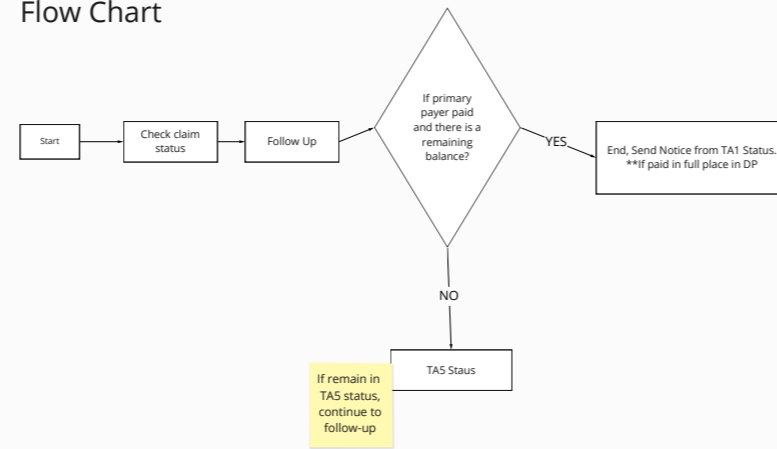 Flow Chart
Start
Check claim
status
Follow Up
If primary
payer paid
and there is a
remaining
balance?
YES
End, Send Notice from TA1 Status.
**If paid in full place in DP
NO
TA5 Staus
If remain in
TA5 status,
continue to
follow-up